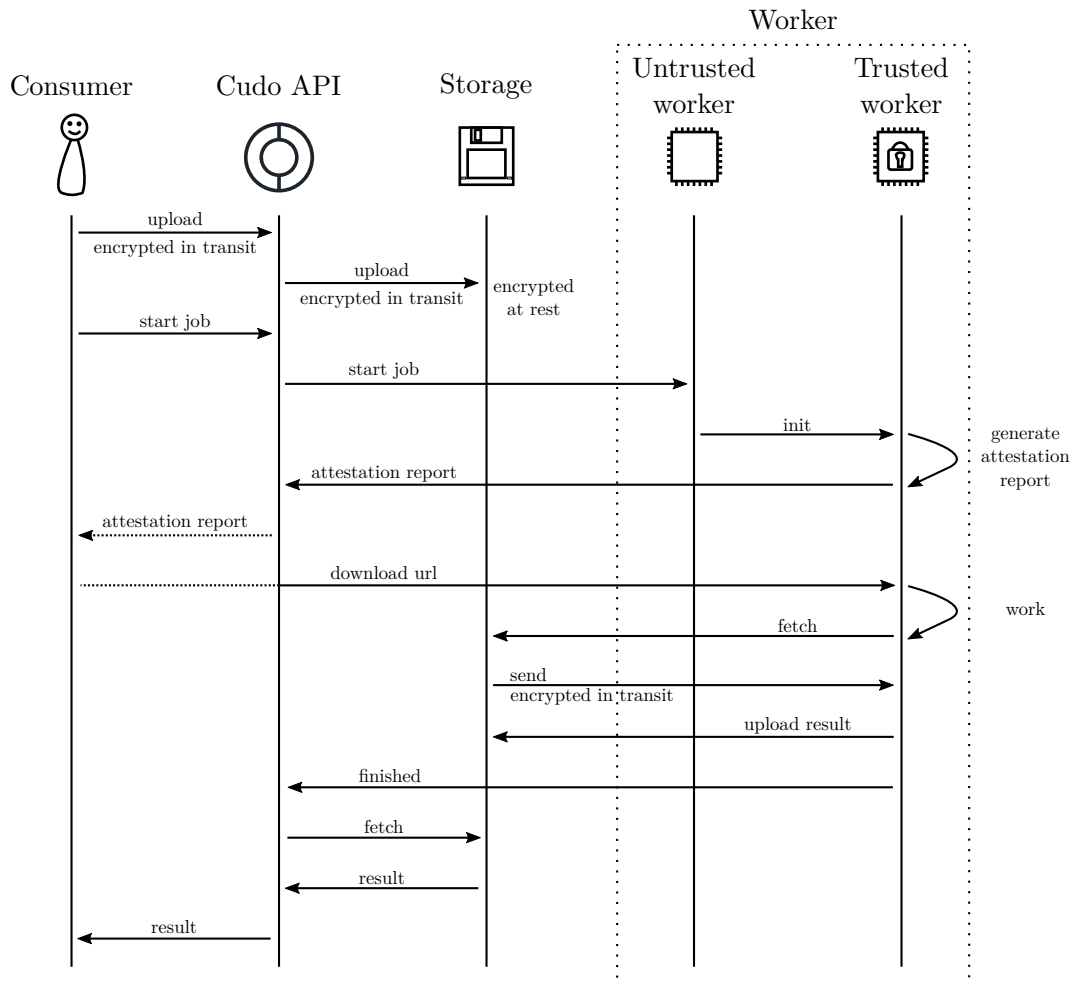 Worker
Consumer
Cudo API
Storage
Untrusted
worker
Trusted
worker
upload
encrypted in transit
upload
encrypted in transit
encrypted
at rest
start job
start job
init
generate
attestation
report
attestation report
attestation report
download url
work
fetch
send
encrypted in transit
upload result
finished
fetch
result
result